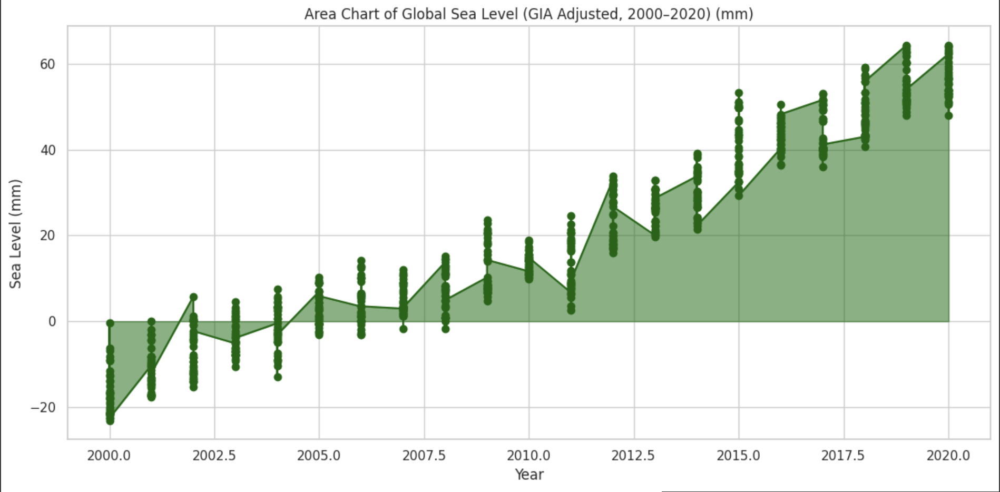 Area Chart of Global Sea Level (GIA Adjusted, 2000–2020) (mm)
Sea Level (mm)
60
40
20
0
−20
2000.0 2002.5 2005.0 2007.5 2010.0 2012.5 2015.0 2017.5 2020.0
Year